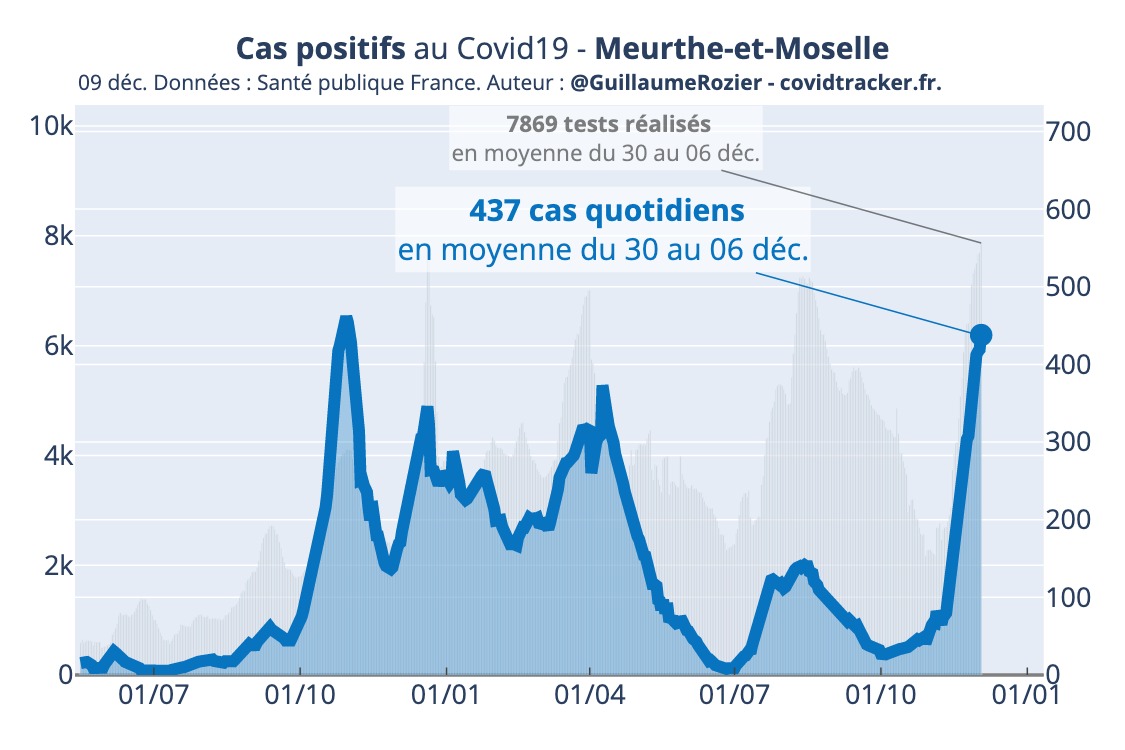 Cas positifs au Covid19 - Meurthe-et-Moselle
09 déc. Données : Santé publique France. Auteur : @GuillaumeRozier - covidtracker.fr.
10k
8k
6k
4k
2k
0
7869 tests réalisés
en moyenne du 30 au 06 déc.
437 cas quotidiens
en moyenne du 30 au 06 déc.
700
600
500
400
300
200
100
0
01/07 01/10 01/01 01/04 01/07 01/10 01/01